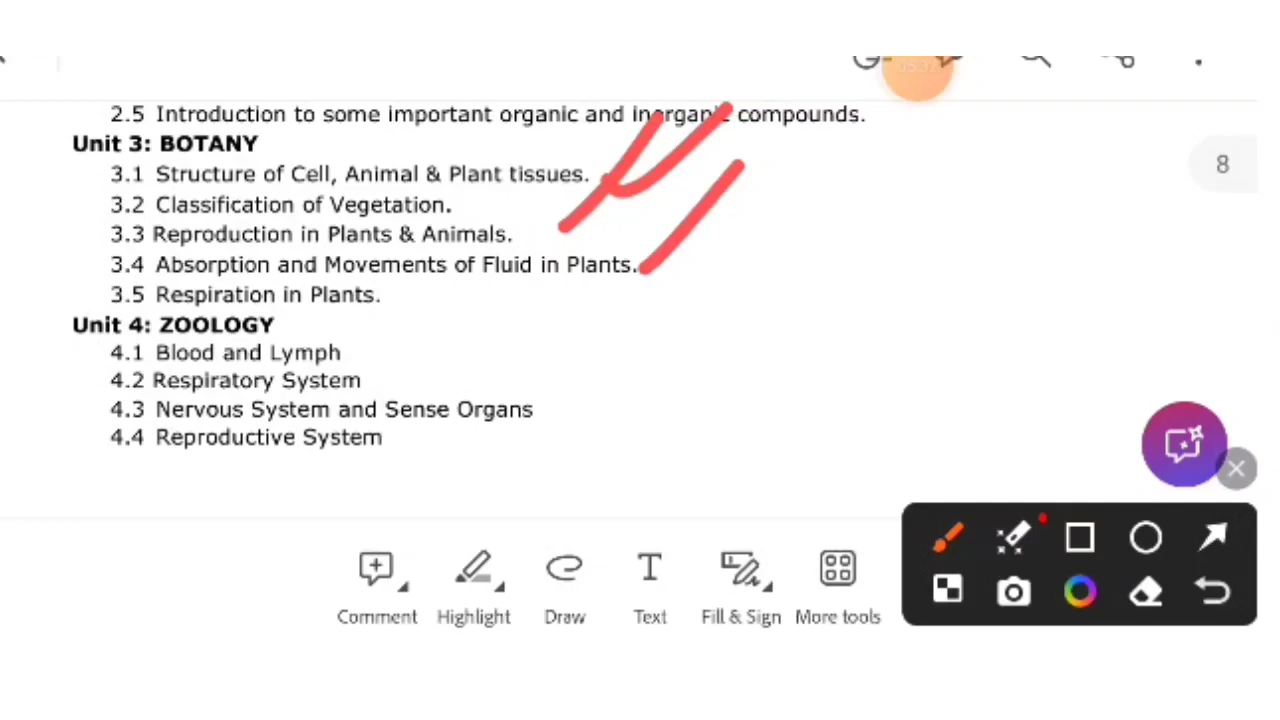 2.5 Introduction to some important organic and inorganic compounds.
Unit 3: BOTANY
8
3.1 Structure of Cell, Animal & Plant tissues.
3.2 Classification of Vegetation.
3.3 Reproduction in Plants & Animals.
3.4 Absorption and Movements of Fluid in Plants.
3.5 Respiration in Plants.
Unit 4: ZOOLOGY
4.1 Blood and Lymph
4.2 Respiratory System
4.3 Nervous System and Sense Organs
4.4 Reproductive System
Comment Highlight Draw Text Fill & Sign More tools